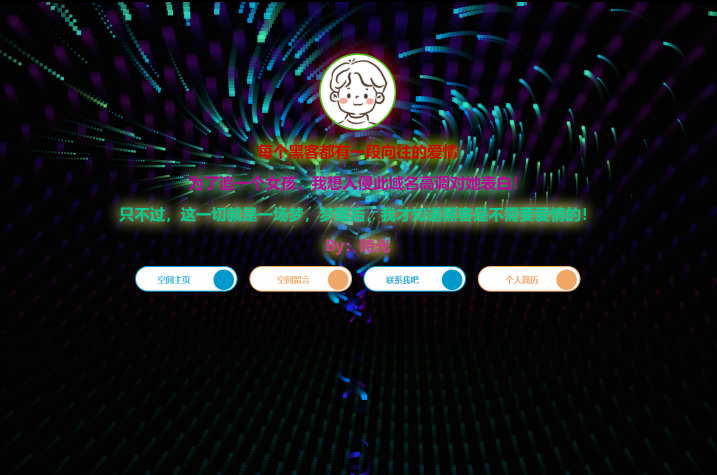 每个黑客都有一段向往的爱情
为了追一个女孩，我想入侵此域名高调对她表白！
只不过，这一切就是一场梦，梦醒后，我才知道黑客是不需要爱情的！
By:
空间主页
空间留言
联系我吧
个人简历